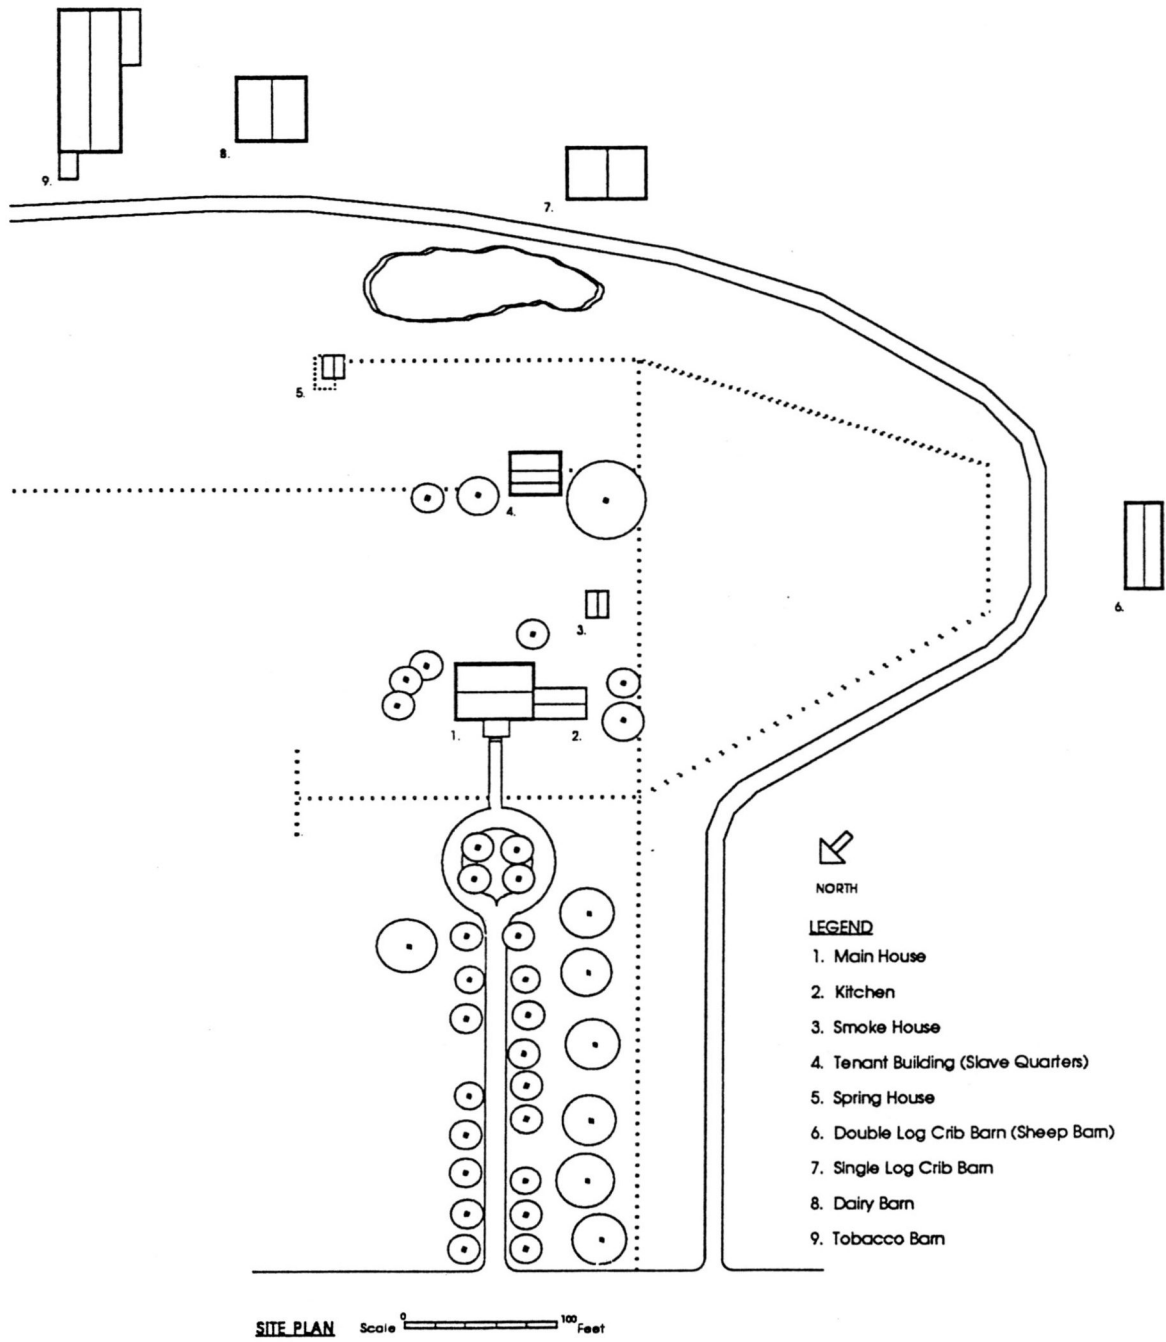 9.
8.
7.
5.
4.
6.
3.
1.
2.
NORTH
LEGEND
1. Main House
2. Kitchen
3. Smoke House
4. Tenant Building (Slave Quarters)
5. Spring House
6. Double Log Crib Barn (Sheep Barn)
7. Single Log Crib Barn
8. Dairy Barn
9. Tobacco Barn
SITE PLAN Scale 0 100 Feet